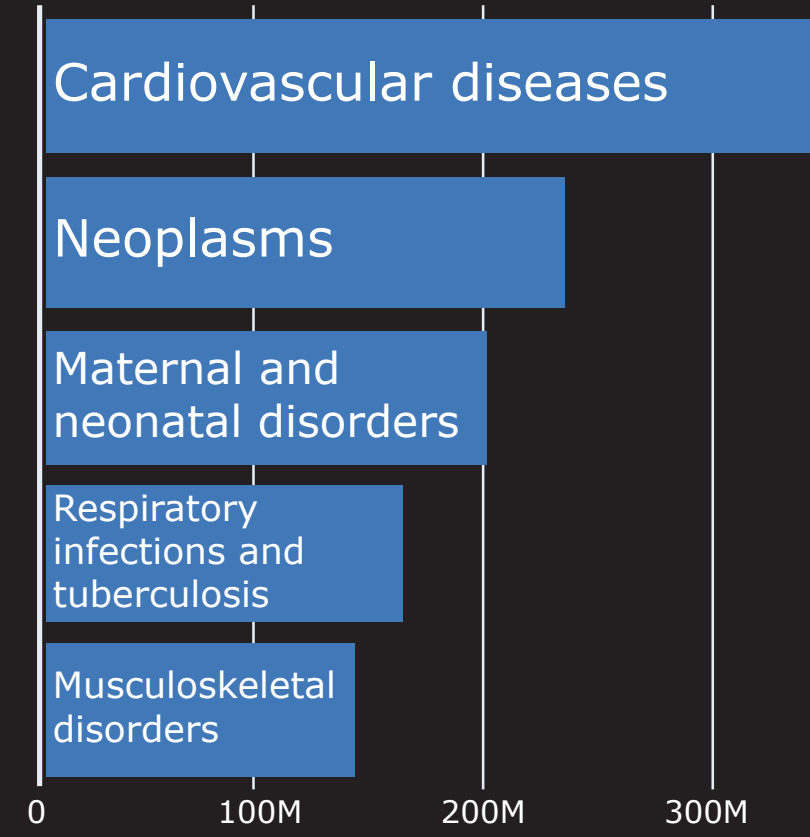 Cardiovascular diseases
Neoplasms
Maternal and
neonatal disorders
Respiratory
infections and
tuberculosis
Musculoskeletal
disorders
0 100M 200M 300M